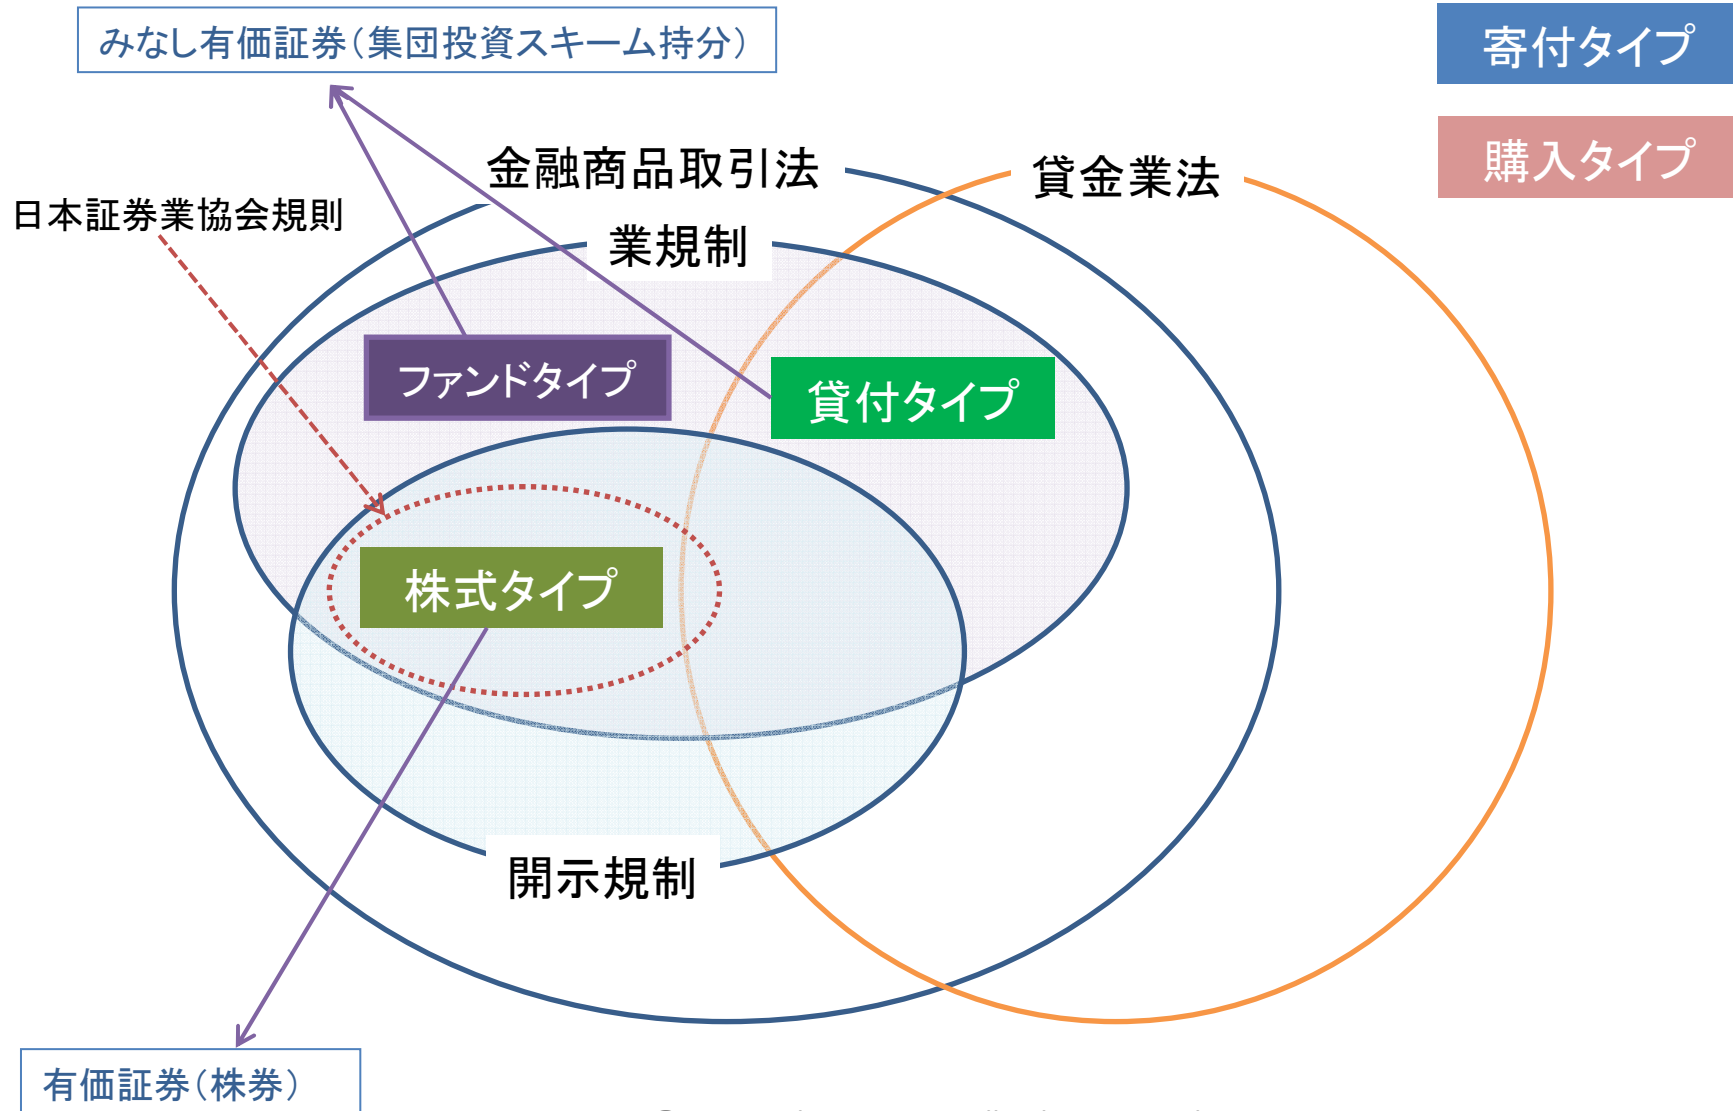 みなし有価証券(集団投資スキーム持分)
寄付タイプ
購入タイプ
金融商品取引法
貸金業法
日本証券業協会規則
業規制
ファンドタイプ
貸付タイプ
株式タイプ
開示規制
有価証券(株券)